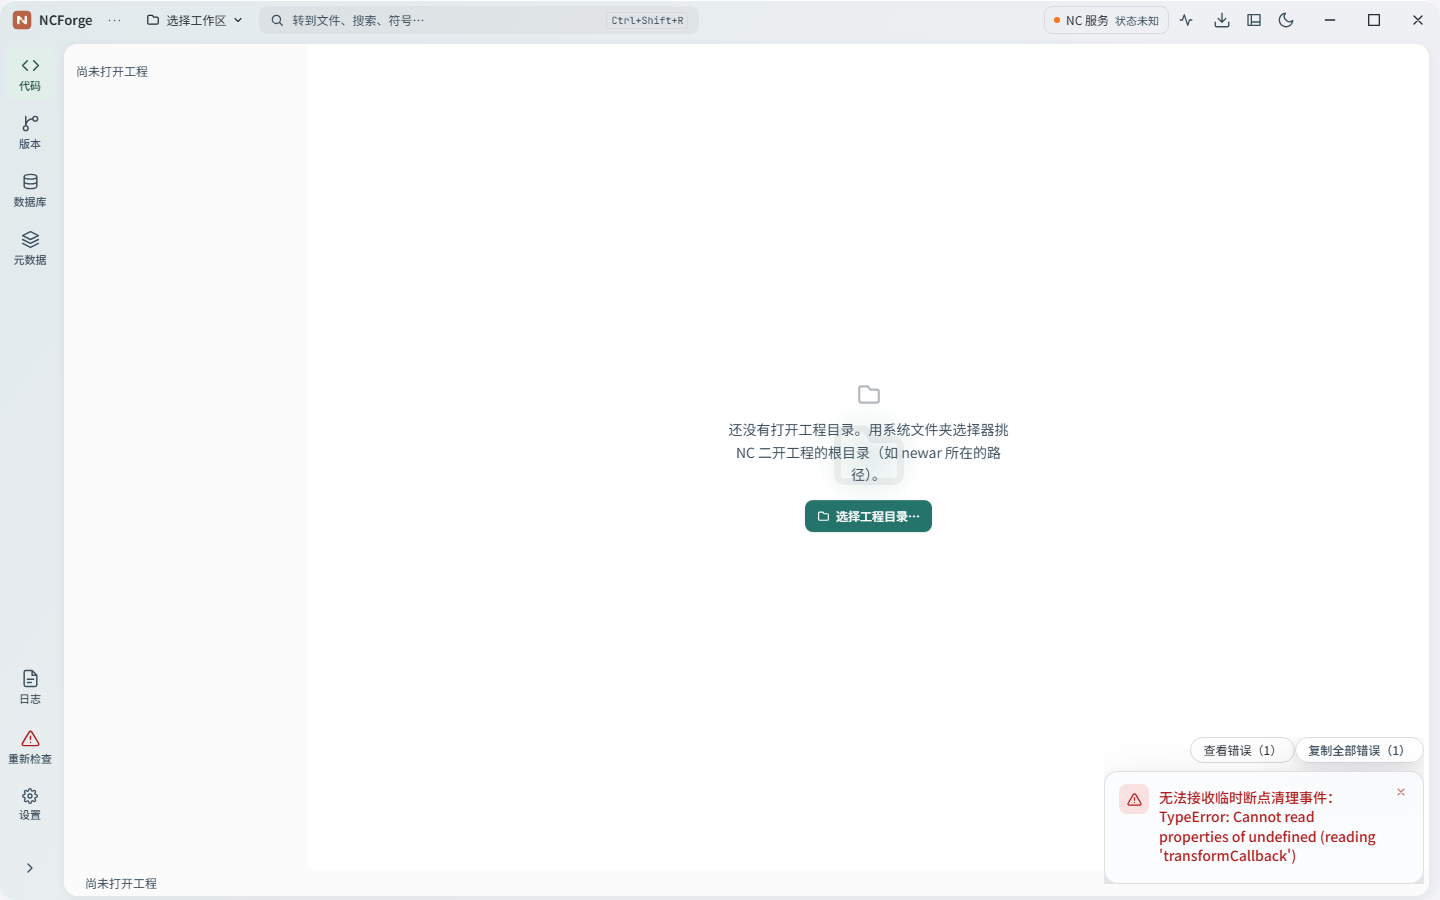 NCForge
选择工作区
转到文件、搜索、符号…
Ctrl+Shift+R
NC 服务 状态未知
代码
版本
数据库
元数据
日志
重新检查
设置
尚未打开工程
还没有打开工程目录。用系统文件夹选择器挑
NC 二开工程的根目录（如 newar 所在的路
径）。
选择工程目录…
查看错误（1）
复制全部错误（1）
无法接收临时断点清理事件：
TypeError: Cannot read
properties of undefined (reading
'transformCallback')
尚未打开工程